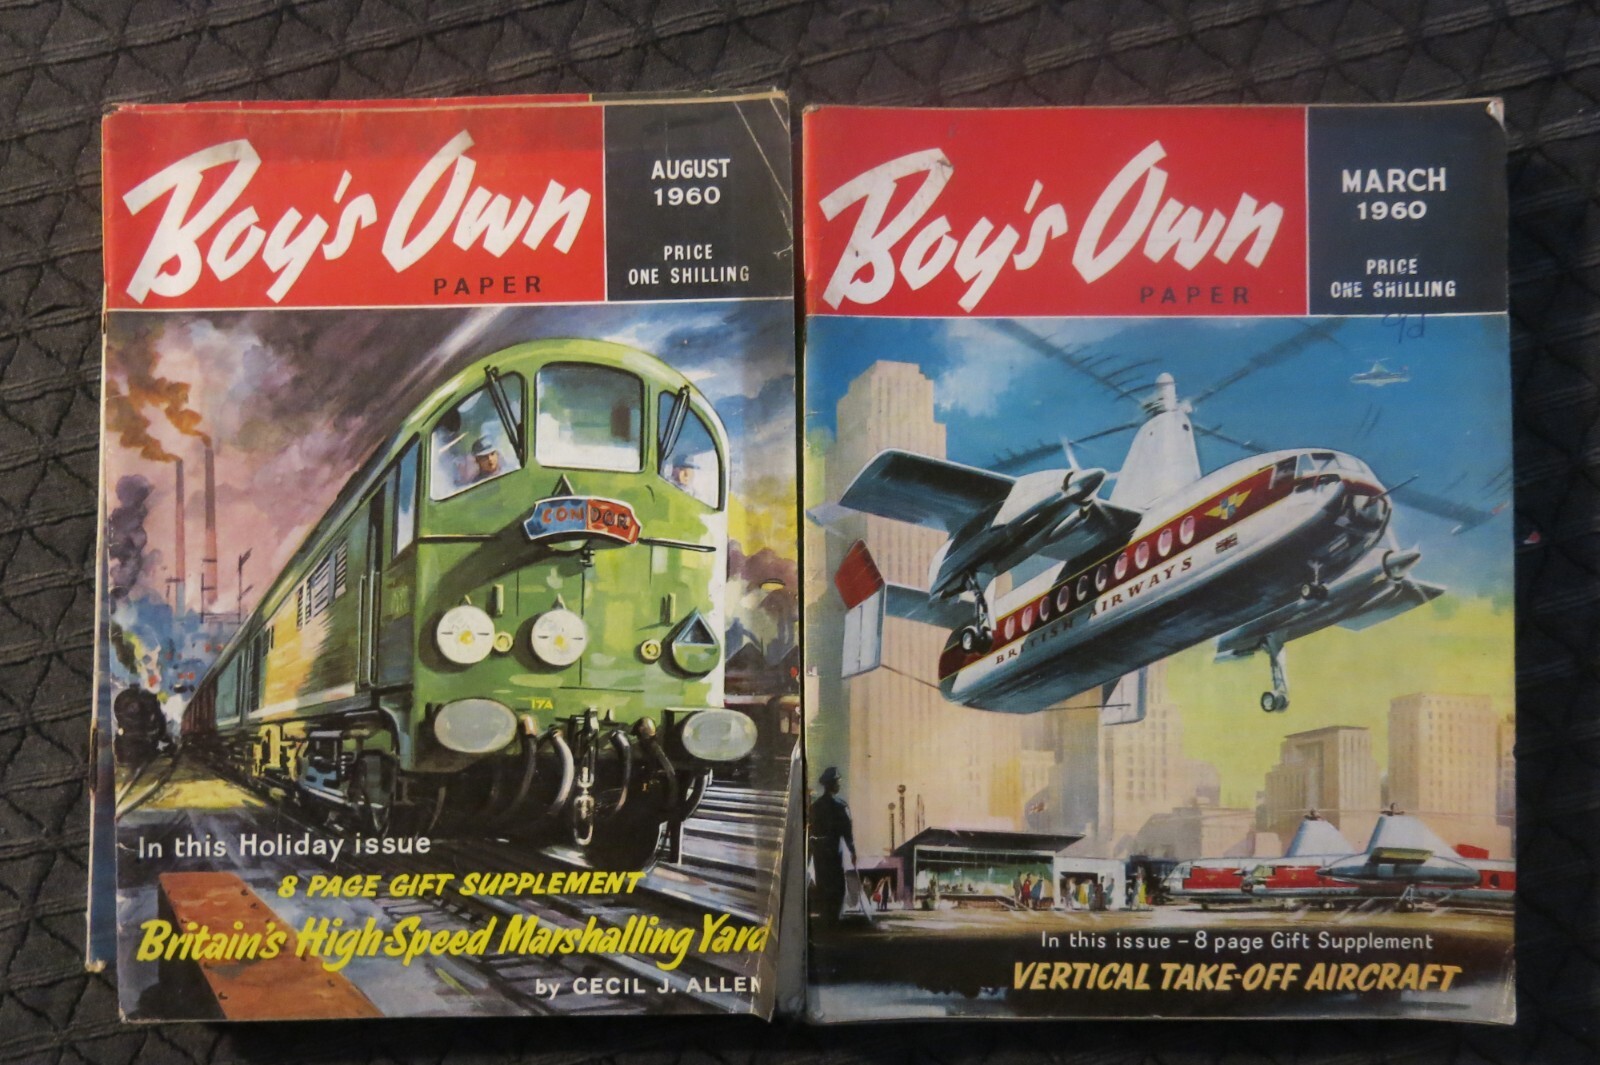 Boy's Own
PAPER
AUGUST
1960
PRICE
ONE SHILLING
CONDOR
17A
In this Holiday issue
8 PAGE GIFT SUPPLEMENT
Britain's High-Speed Marshalling Yard
by CECIL J. ALLEN
Boy's Own
PAPER
MARCH
1960
PRICE
ONE SHILLING
9d
BRITISH AIRWAYS
In this issue – 8 page Gift Supplement
VERTICAL TAKE-OFF AIRCRAFT